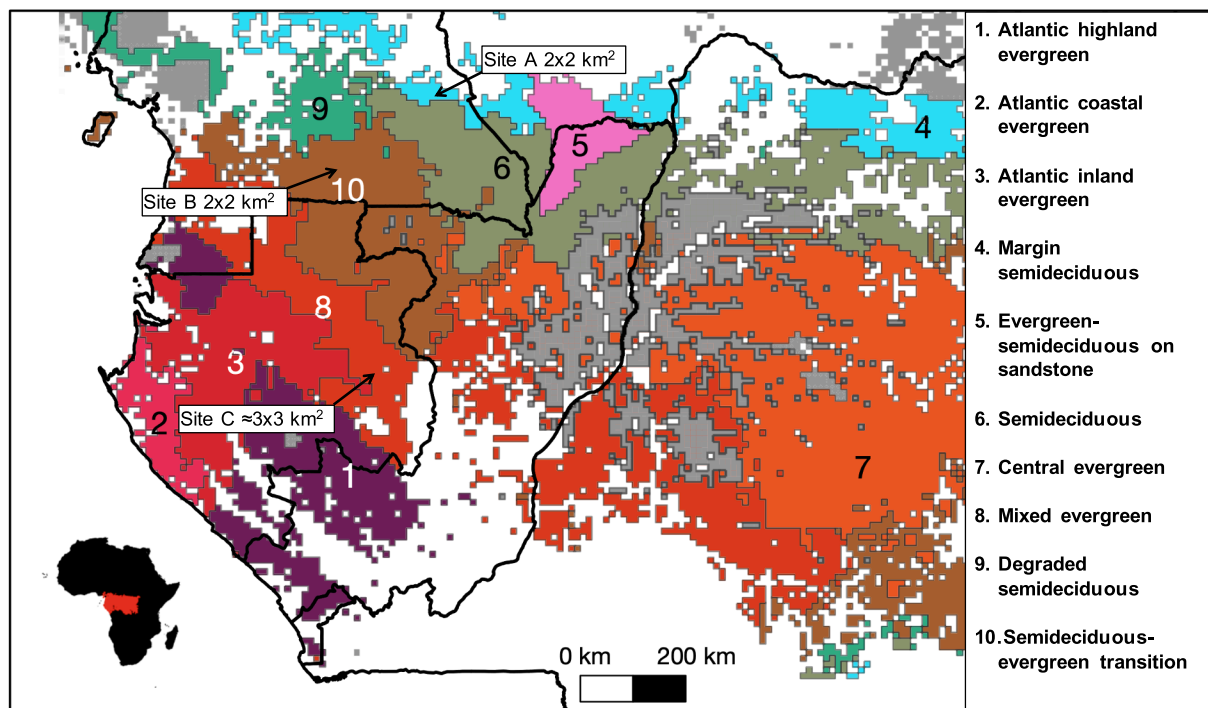 Site A 2x2 km²
9
4
5
6
10
Site B 2x2 km²
8
3
Site C ≈3x3 km²
2
7
1
0 km 200 km
1. Atlantic highland
evergreen
2. Atlantic coastal
evergreen
3. Atlantic inland
evergreen
4. Margin
semideciduous
5. Evergreen-
semideciduous on
sandstone
6. Semideciduous
7. Central evergreen
8. Mixed evergreen
9. Degraded
semideciduous
10.Semideciduous-
evergreen transition